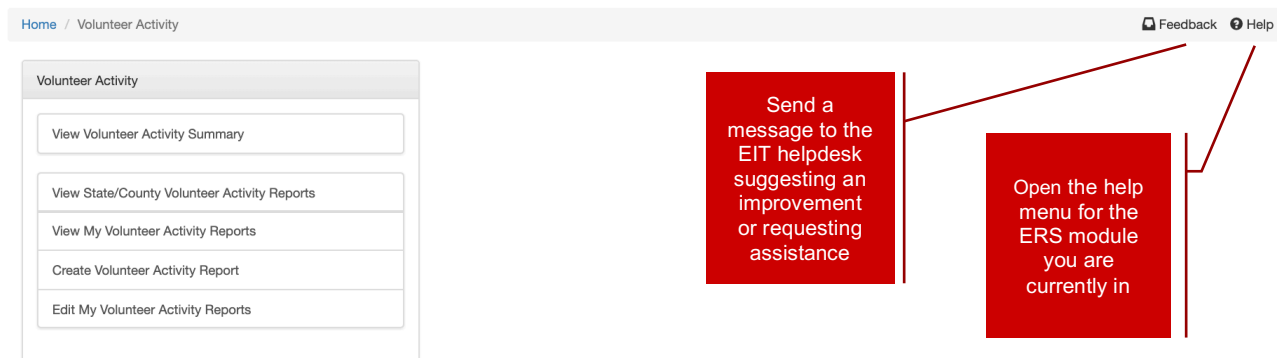 Home / Volunteer Activity
Feedback Help
Volunteer Activity
View Volunteer Activity Summary
View State/County Volunteer Activity Reports
View My Volunteer Activity Reports
Create Volunteer Activity Report
Edit My Volunteer Activity Reports
Send a
message to the
EIT helpdesk
suggesting an
improvement
or requesting
assistance
Open the help
menu for the
ERS module
you are
currently in